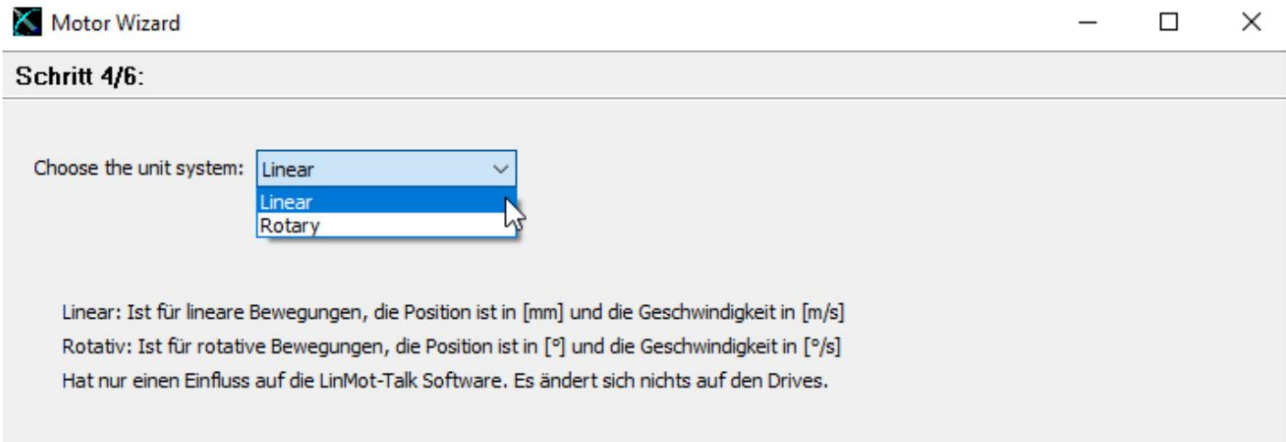 Motor Wizard
Schritt 4/6:
Choose the unit system: Linear
Linear
Rotary
Linear: Ist für lineare Bewegungen, die Position ist in [mm] und die Geschwindigkeit in [m/s]
Rotativ: Ist für rotative Bewegungen, die Position ist in [°] und die Geschwindigkeit in [°/s]
Hat nur einen Einfluss auf die LinMot-Talk Software. Es ändert sich nichts auf den Drives.